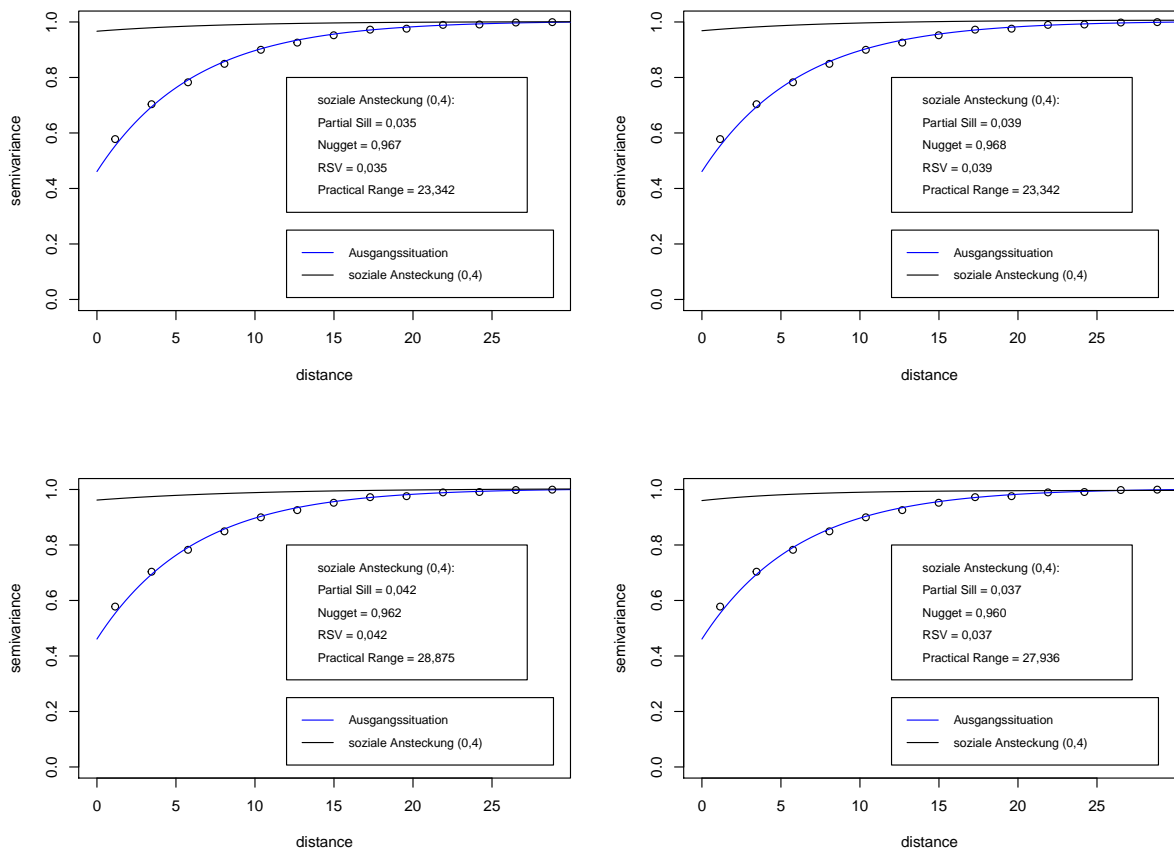 semivariance
1.0
0.8
0.6
0.4
0.2
0.0
soziale Ansteckung (0,4):
Partial Sill = 0,035
Nugget = 0,967
RSV = 0,035
Practical Range = 23,342
Ausgangssituation
soziale Ansteckung (0,4)
0 5 10 15 20 25
distance
semivariance
1.0
0.8
0.6
0.4
0.2
0.0
soziale Ansteckung (0,4):
Partial Sill = 0,039
Nugget = 0,968
RSV = 0,039
Practical Range = 23,342
Ausgangssituation
soziale Ansteckung (0,4)
0 5 10 15 20 25
distance
semivariance
1.0
0.8
0.6
0.4
0.2
0.0
soziale Ansteckung (0,4):
Partial Sill = 0,042
Nugget = 0,962
RSV = 0,042
Practical Range = 28,875
Ausgangssituation
soziale Ansteckung (0,4)
0 5 10 15 20 25
distance
semivariance
1.0
0.8
0.6
0.4
0.2
0.0
soziale Ansteckung (0,4):
Partial Sill = 0,037
Nugget = 0,960
RSV = 0,037
Practical Range = 27,936
Ausgangssituation
soziale Ansteckung (0,4)
0 5 10 15 20 25
distance